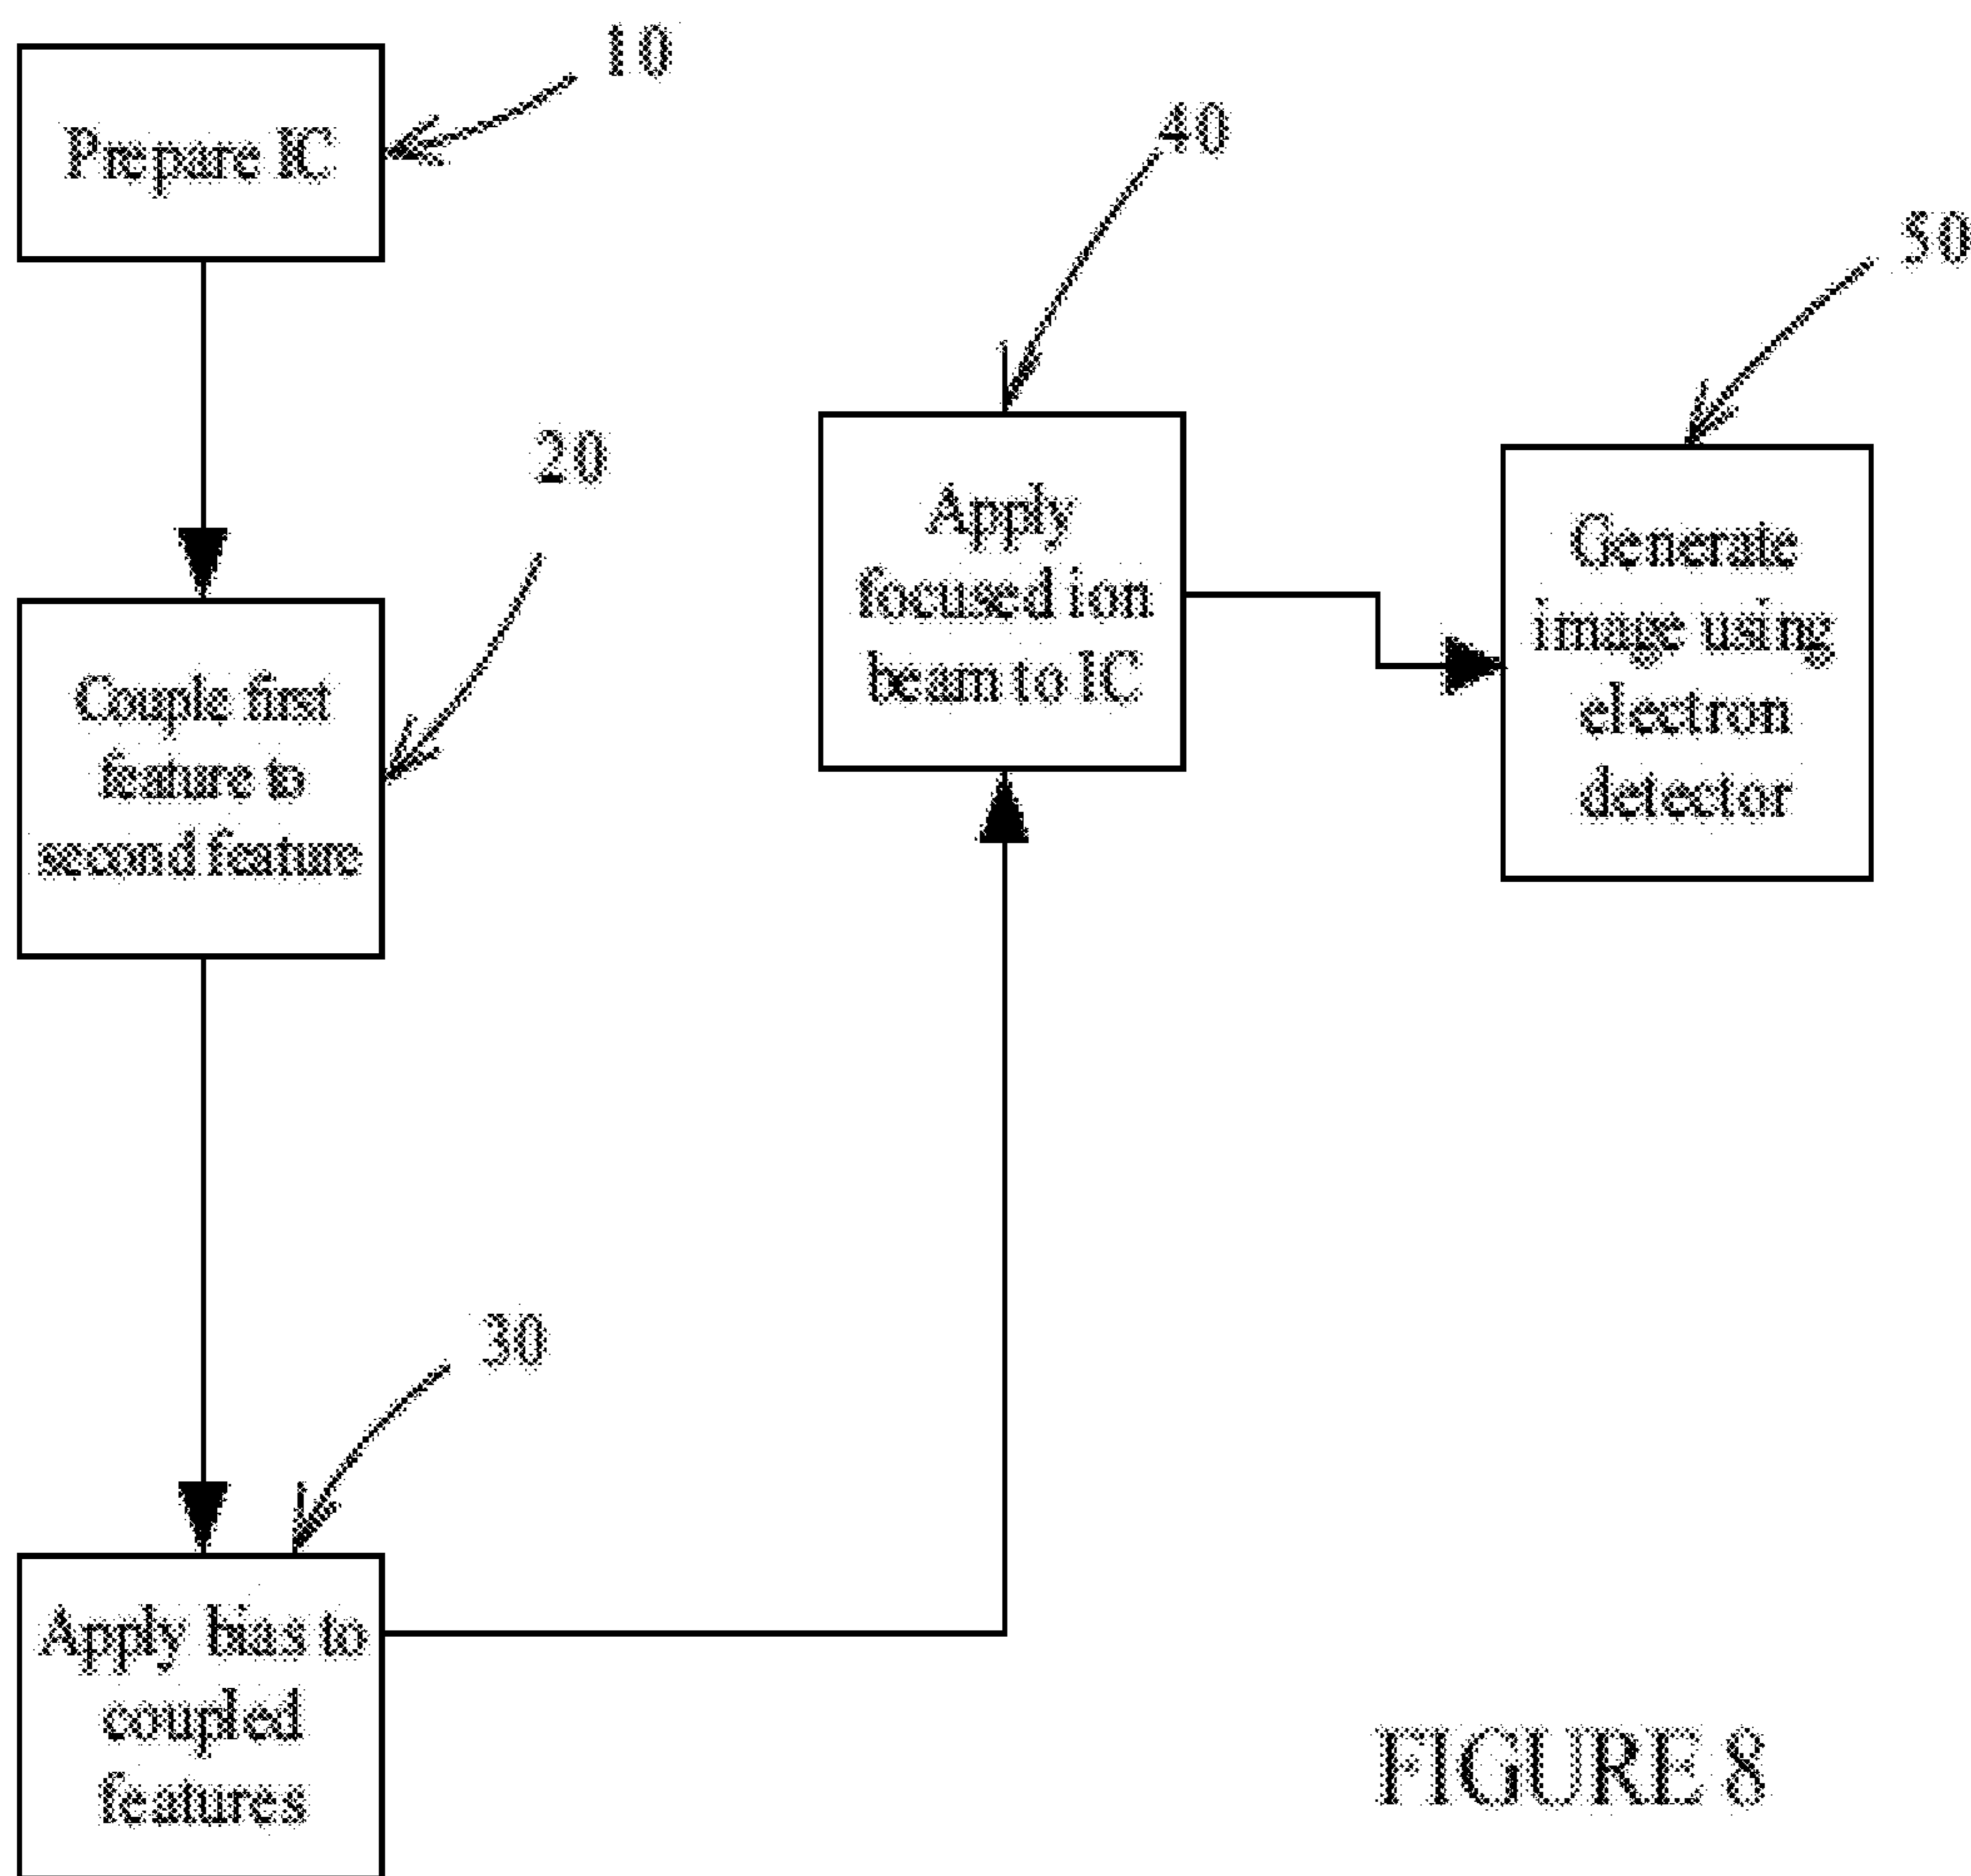 10
Prepare IC
20
Couple first
feature to
second feature
30
Apply bias to
coupled
features
40
Apply
focused ion
beam to IC
50
Generate
image using
electron
detector
FIGURE 8